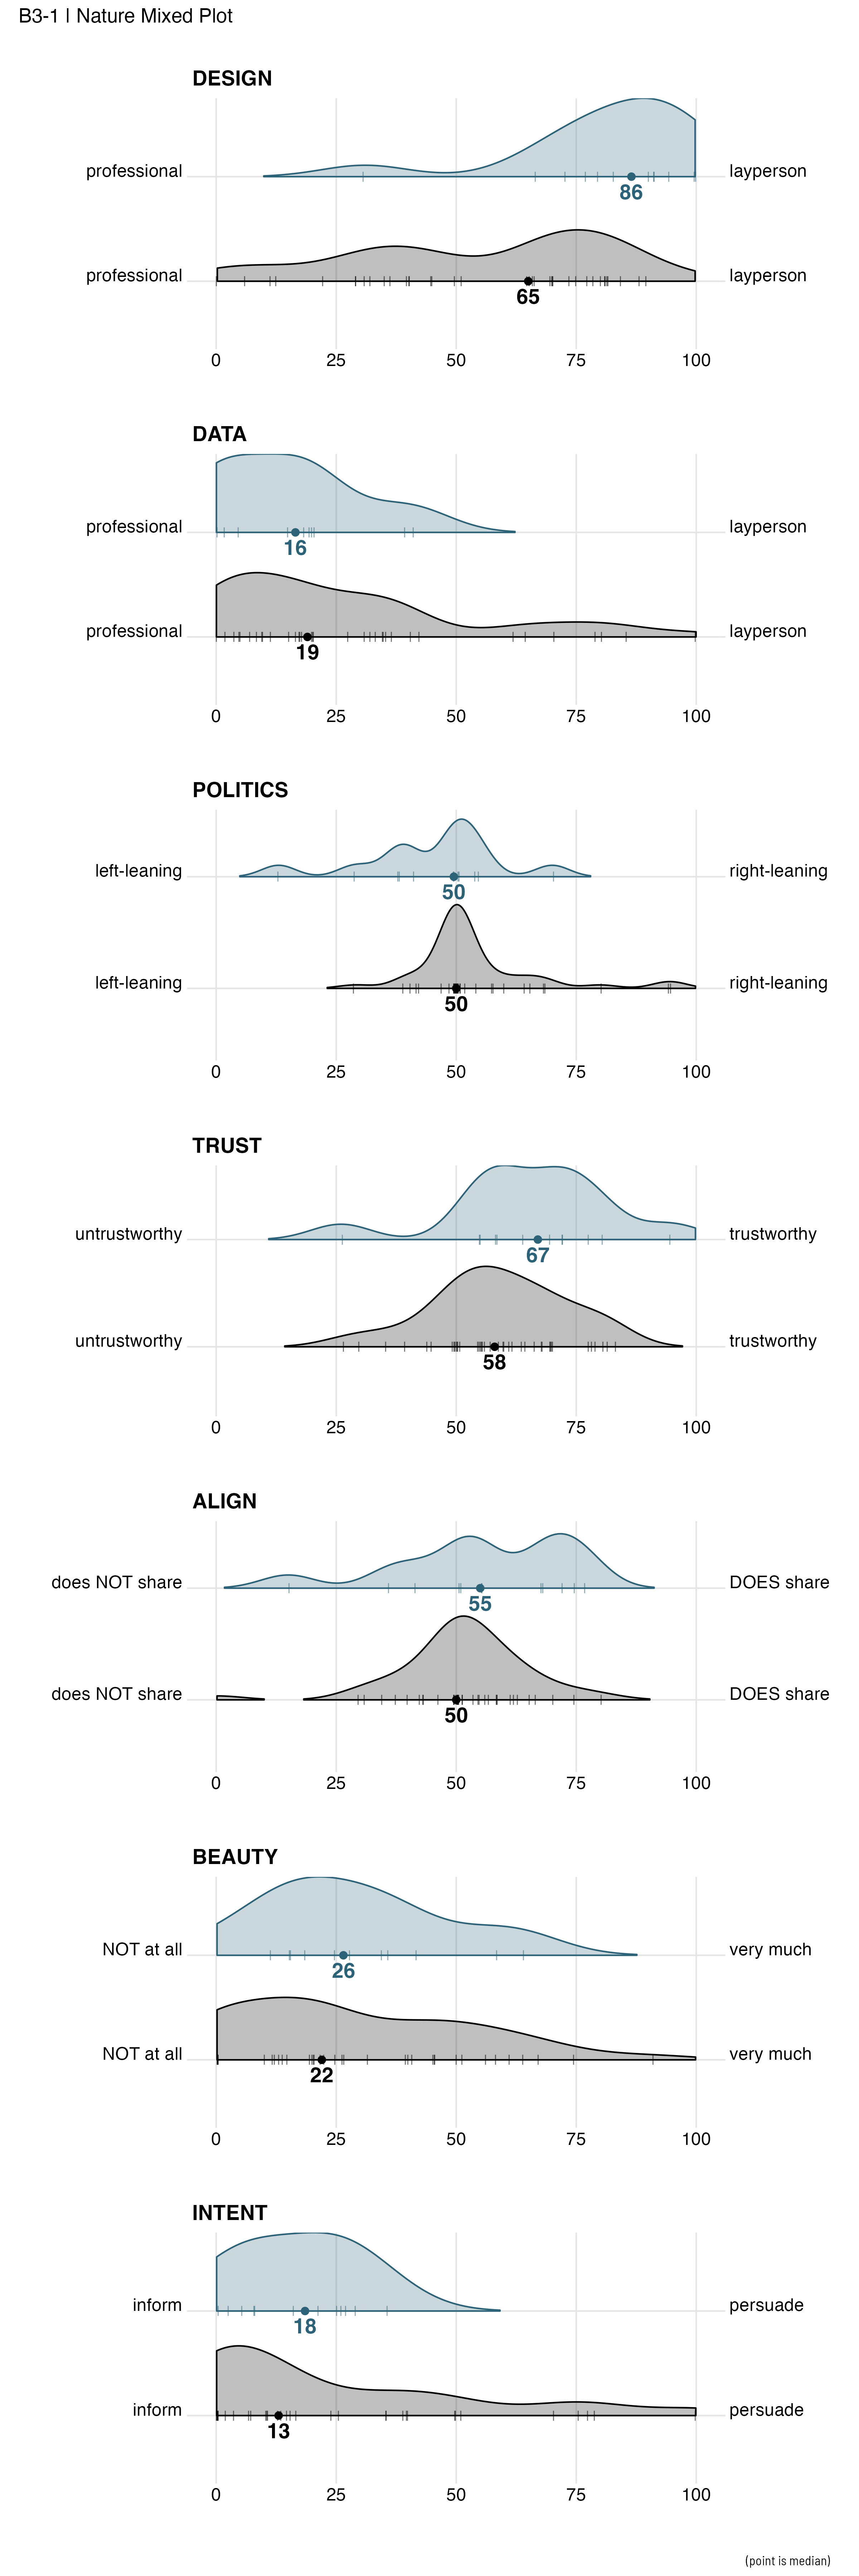 B3-1 | Nature Mixed Plot
DESIGN
professional layperson
86
professional layperson
65
0 25 50 75 100
DATA
professional layperson
16
professional layperson
19
0 25 50 75 100
POLITICS
left-leaning right-leaning
50
left-leaning right-leaning
50
0 25 50 75 100
TRUST
untrustworthy trustworthy
67
untrustworthy trustworthy
58
0 25 50 75 100
ALIGN
does NOT share DOES share
55
does NOT share DOES share
50
0 25 50 75 100
BEAUTY
NOT at all very much
26
NOT at all very much
22
0 25 50 75 100
INTENT
inform persuade
18
inform persuade
13
0 25 50 75 100
(point is median)